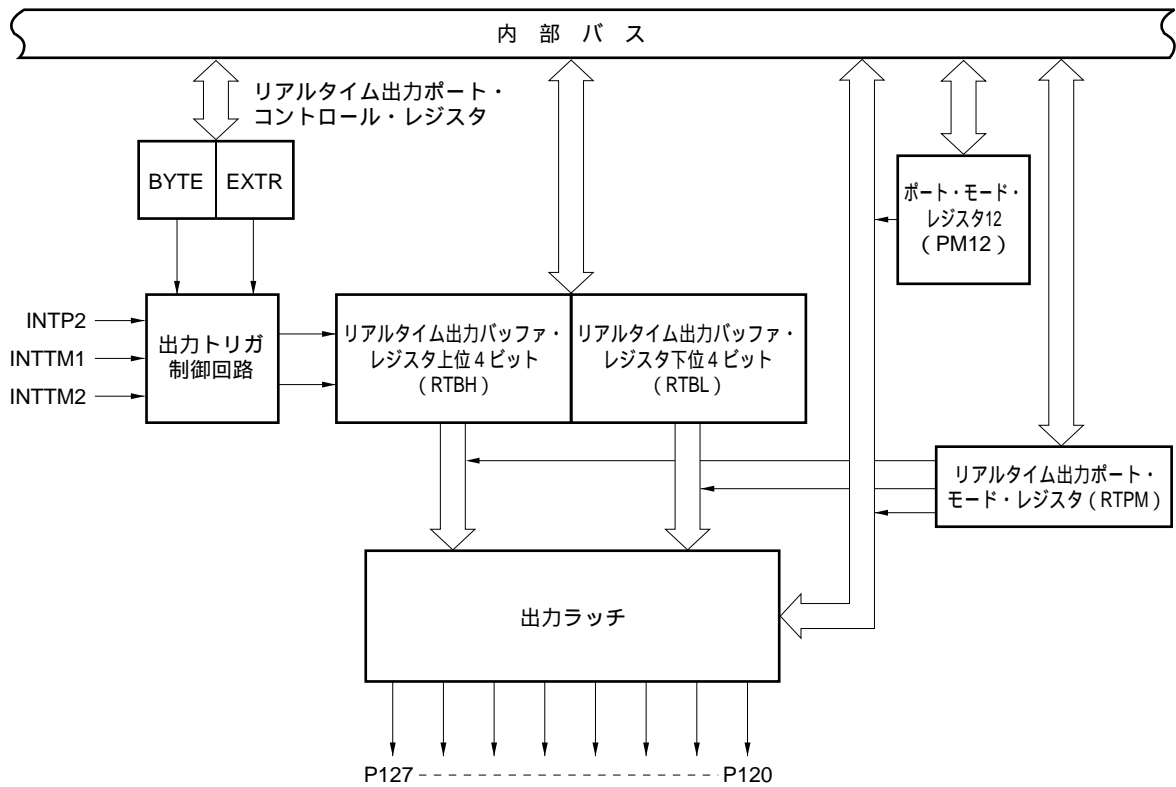 内 部 バ ス
リアルタイム出力ポート・
コントロール・レジスタ
BYTE
EXTR
ポート・モード・
レジスタ12
(PM12)
INTP2
INTTM1
INTTM2
出力トリガ
制御回路
リアルタイム出力バッファ・
レジスタ上位4ビット
(RTBH)
リアルタイム出力バッファ・
レジスタ下位4ビット
(RTBL)
リアルタイム出力ポート・
モード・レジスタ(RTPM)
出力ラッチ
P127
P120